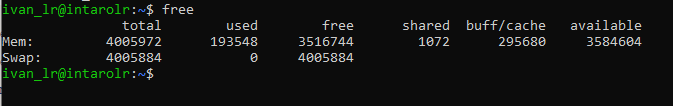 ivan_lr@intarolr:~$ free
              total        used        free      shared  buff/cache   available
Mem:        4005972      193548     3516744        1072      295680     3584604
Swap:       4005884           0     4005884
ivan_lr@intarolr:~$